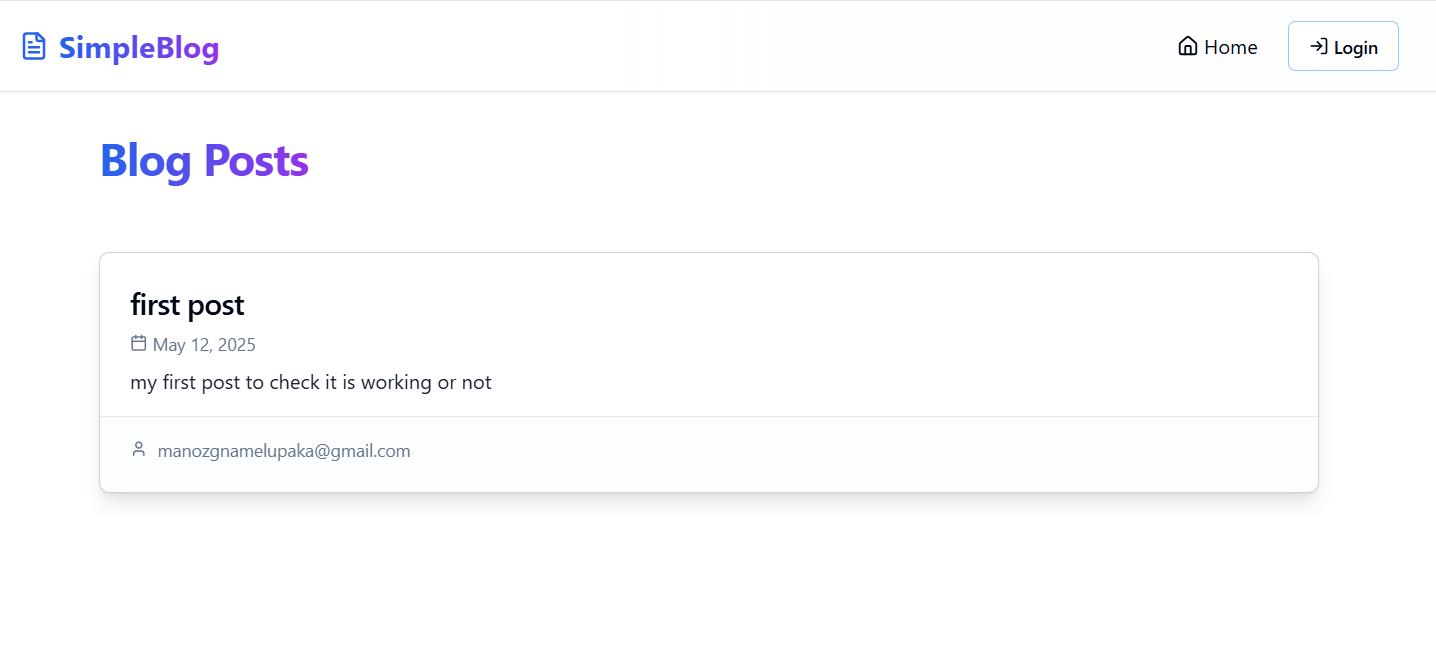 SimpleBlog
Home
Login
Blog Posts
first post
May 12, 2025
my first post to check it is working or not
manozgnamelupaka@gmail.com